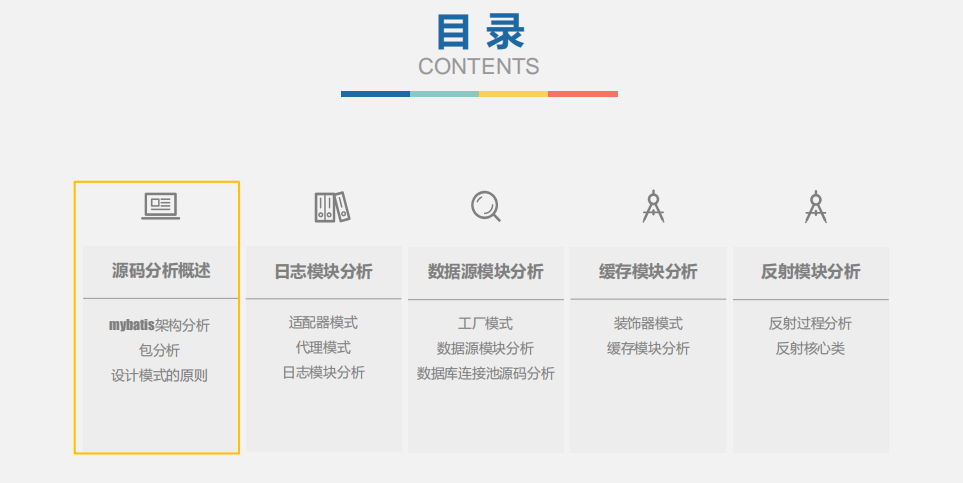 目录
CONTENTS
源码分析概述
mybatis架构分析
包分析
设计模式的原则
日志模块分析
适配器模式
代理模式
日志模块分析
数据源模块分析
工厂模式
数据源模块分析
数据库连接池源码分析
缓存模块分析
装饰器模式
缓存模块分析
反射模块分析
反射过程分析
反射核心类